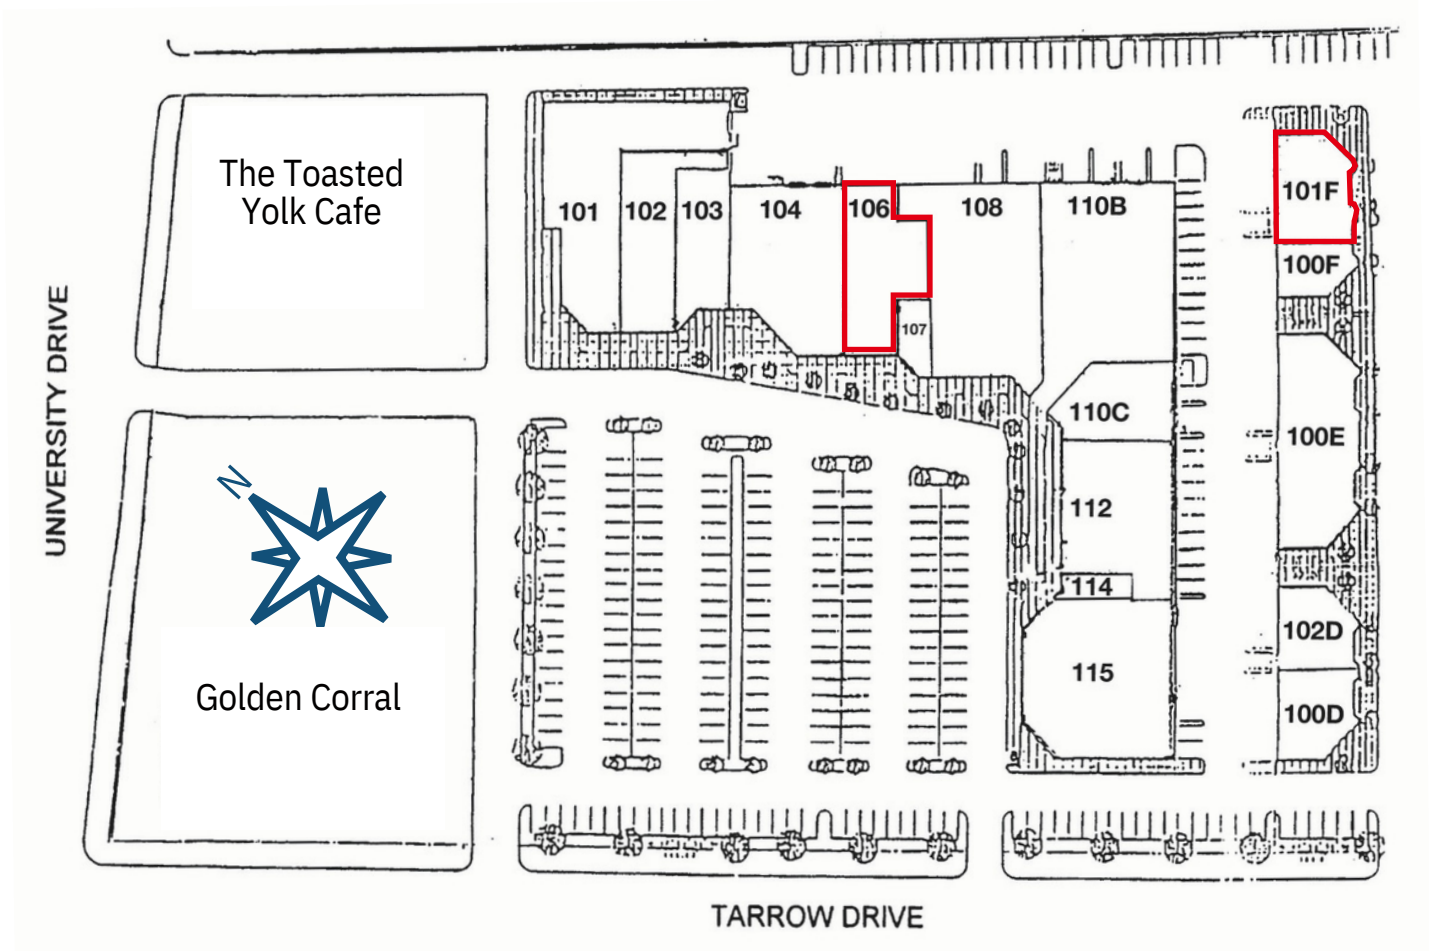 The Toasted
Yolk Cafe
101
102
103
104
106
108
110B
101F
100F
107
UNIVERSITY DRIVE
110C
100E
N
112
114
102D
115
Golden Corral
100D
TARROW DRIVE